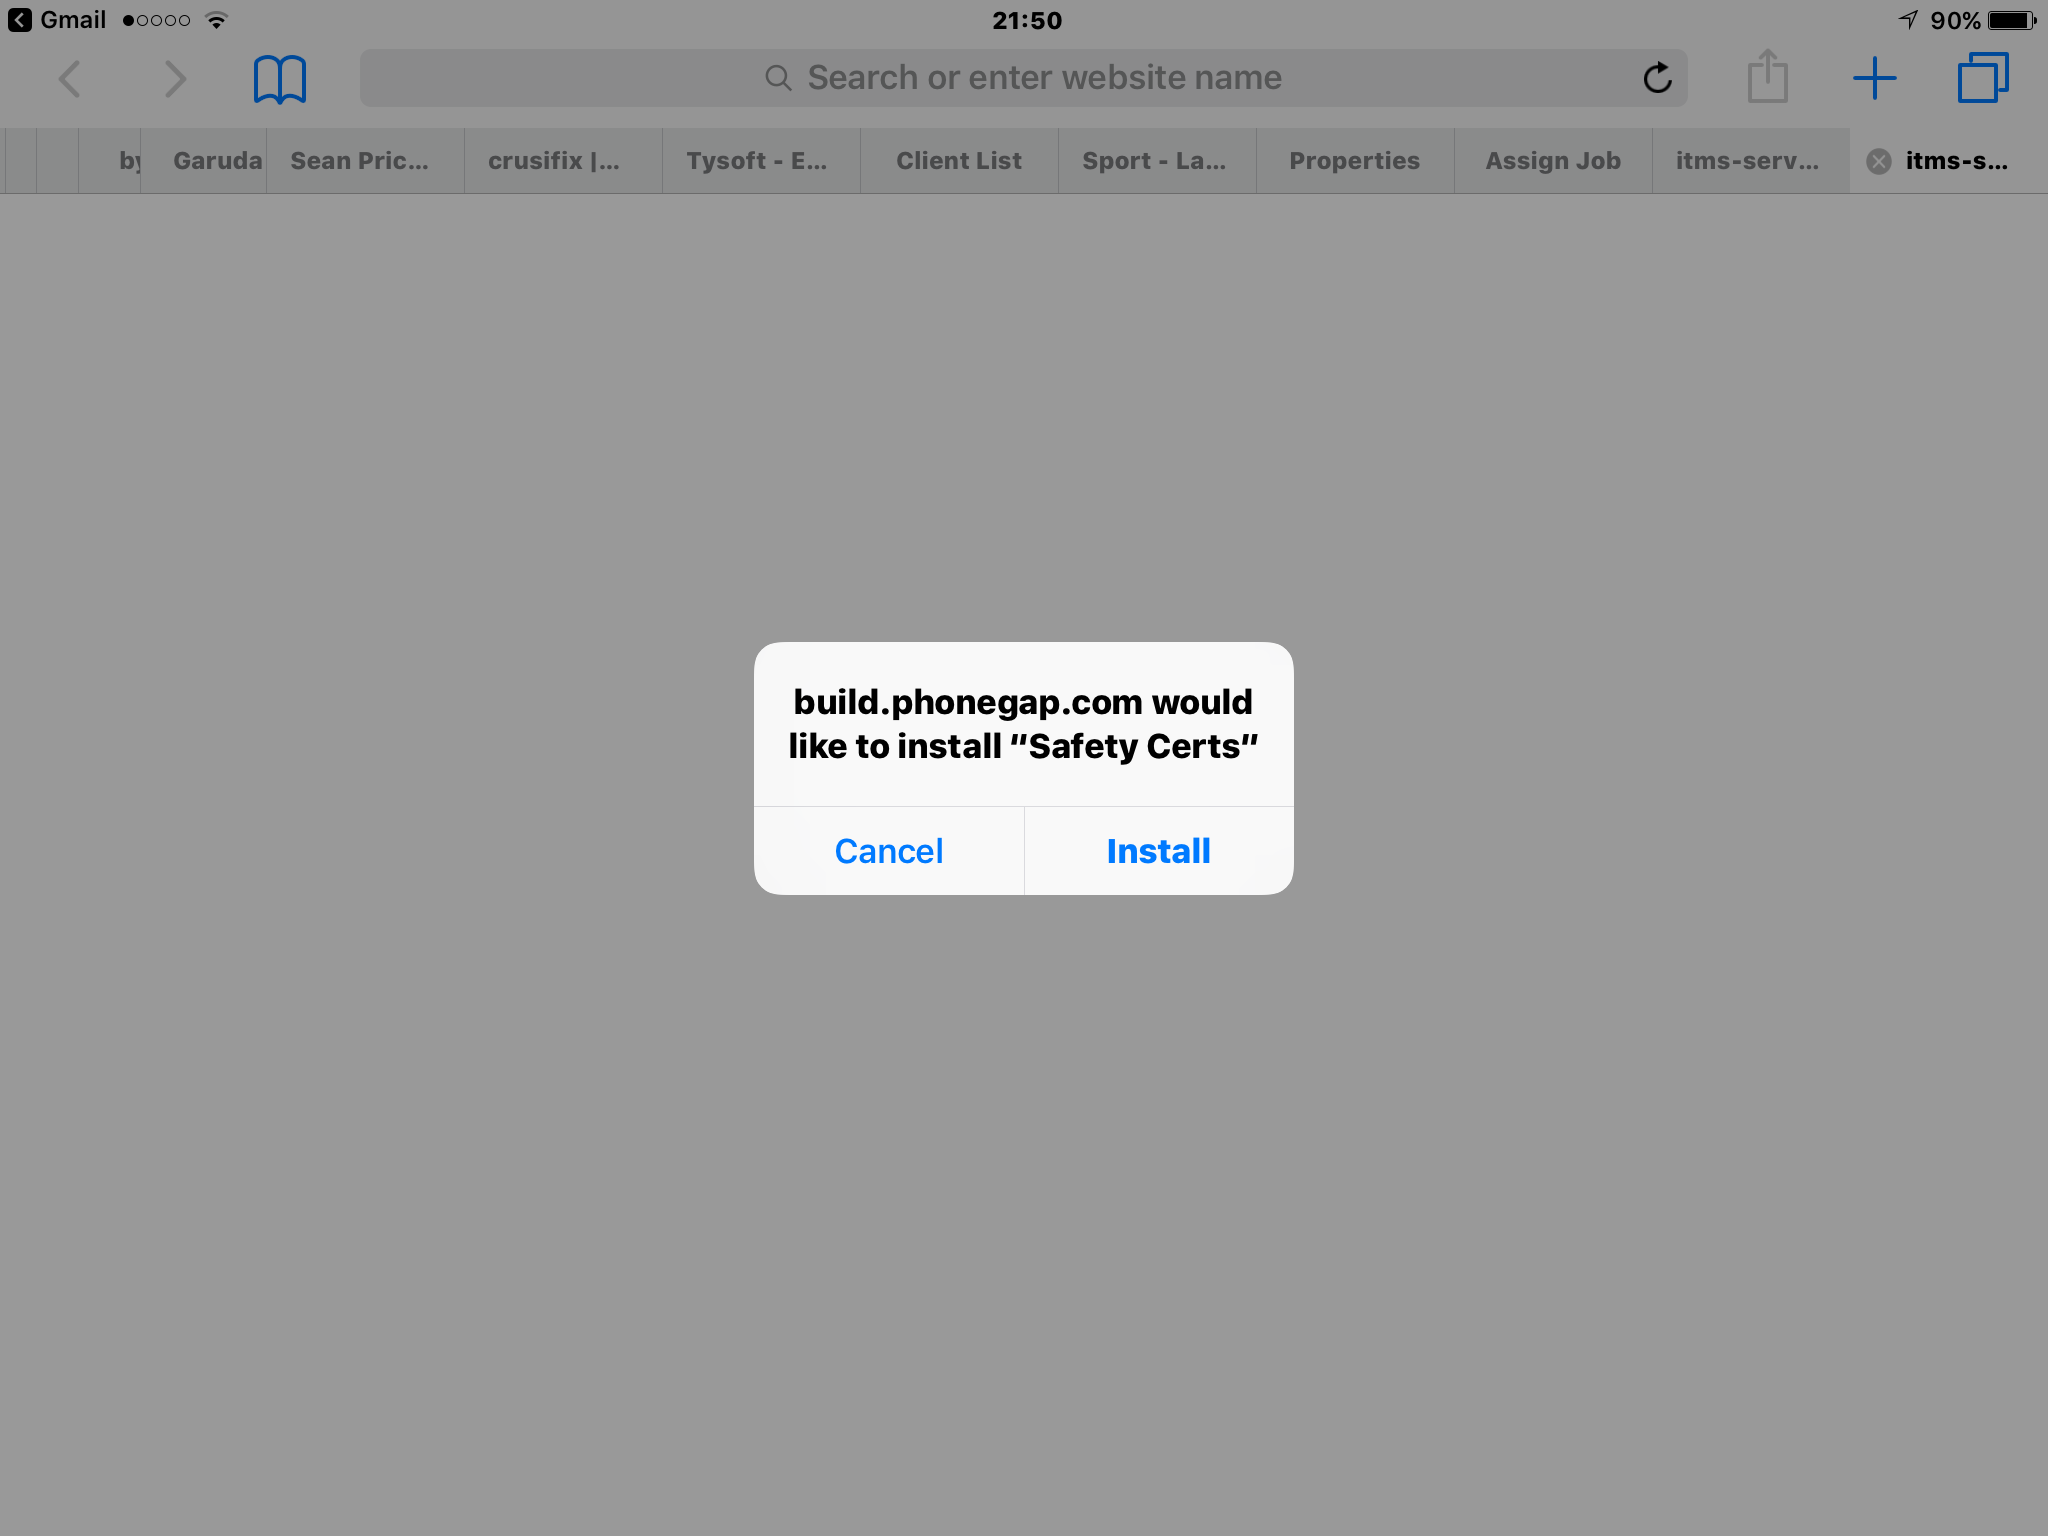 Gmail
21:50
90%
Search or enter website name
by
Garuda
Sean Pric...
crusifix |...
Tysoft - E...
Client List
Sport - La...
Properties
Assign Job
itms-serv...
itms-s...
build.phonegap.com would
like to install “Safety Certs”
Cancel
Install